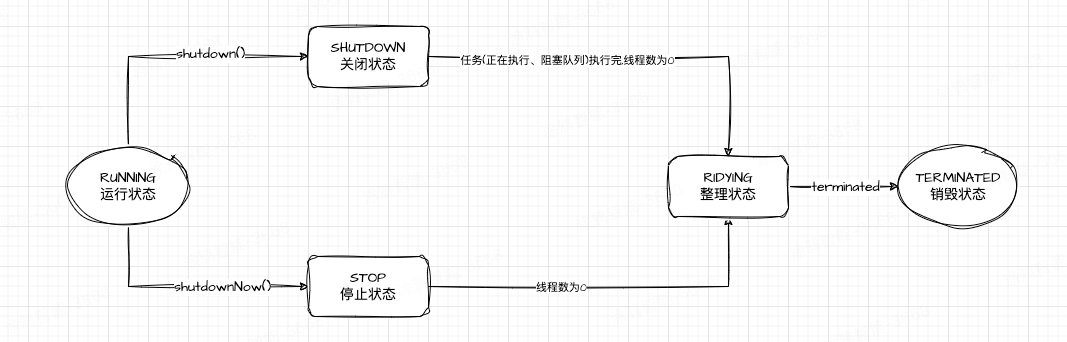 shutdown()
SHUTDOWN
关闭状态
任务(正在执行、阻塞队列)执行完,线程数为0
RUNNING
运行状态
RIDYING
整理状态
terminated
TERMINATED
销毁状态
shutdownNow()
STOP
停止状态
线程数为0